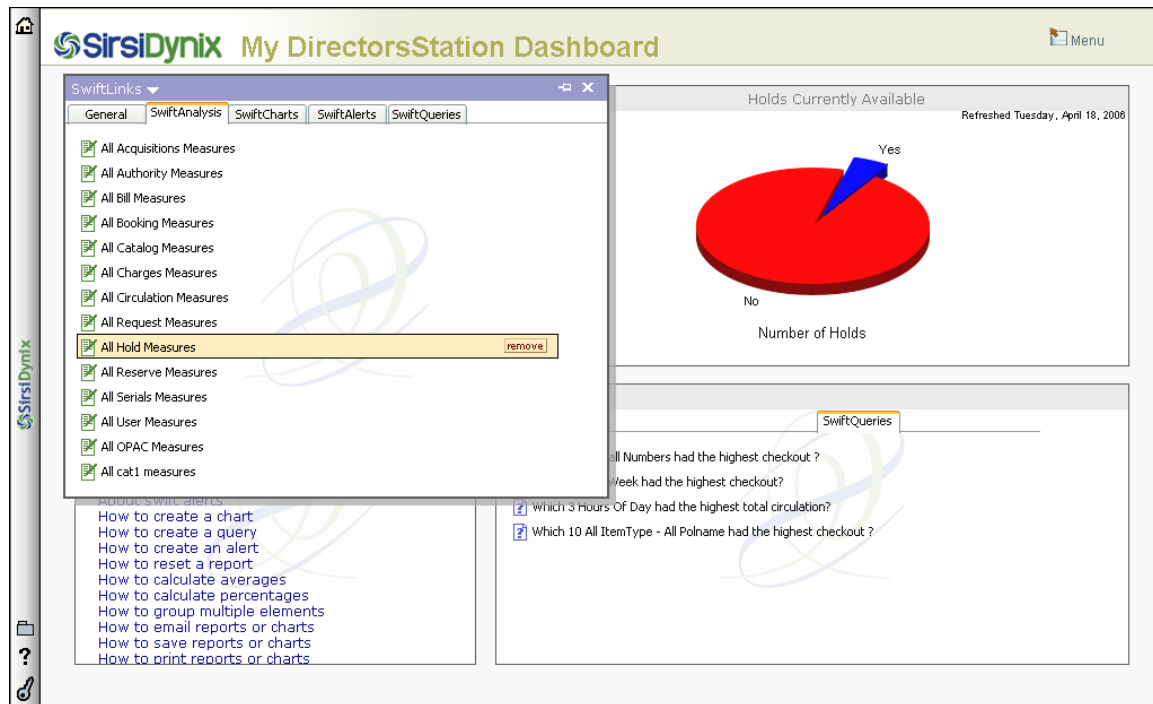 SirsiDynix My DirectorsStation Dashboard
Menu
SwiftLinks
General SwiftAnalysis SwiftCharts SwiftAlerts SwiftQueries
All Acquisitions Measures
All Authority Measures
All Bill Measures
All Booking Measures
All Catalog Measures
All Charges Measures
All Circulation Measures
All Request Measures
All Hold Measures remove
All Reserve Measures
All Serials Measures
All User Measures
All OPAC Measures
All cat1 measures
Holds Currently Available
Refreshed Tuesday, April 18, 2006
Yes
No
Number of Holds
SirsiDynix
About swift alerts
How to create a chart
How to create a query
How to create an alert
How to reset a report
How to calculate averages
How to calculate percentages
How to group multiple elements
How to email reports or charts
How to save reports or charts
How to print reports or charts
SwiftQueries
all Numbers had the highest checkout ?
Week had the highest checkout?
Which 3 Hours Of Day had the highest total circulation?
Which 10 All ItemType - All Polname had the highest checkout ?
?